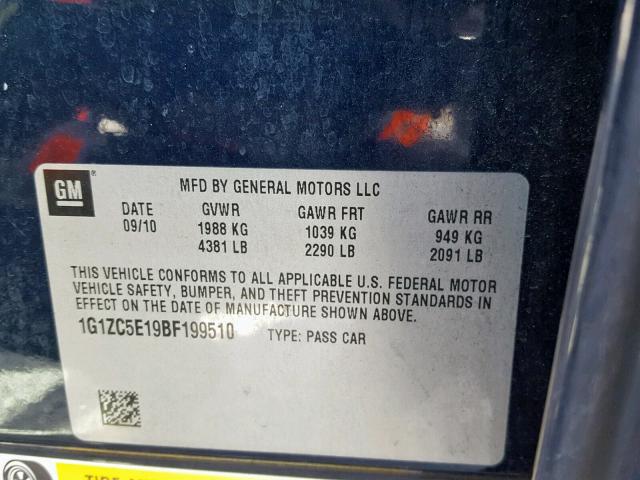 GM
MFD BY GENERAL MOTORS LLC
DATE GVWR GAWR FRT GAWR RR
09/10 1988 KG 1039 KG 949 KG
4381 LB 2290 LB 2091 LB
THIS VEHICLE CONFORMS TO ALL APPLICABLE U.S. FEDERAL MOTOR
VEHICLE SAFETY, BUMPER, AND THEFT PREVENTION STANDARDS IN
EFFECT ON THE DATE OF MANUFACTURE SHOWN ABOVE.
1G1ZC5E19BF199510 TYPE: PASS CAR
TIRE